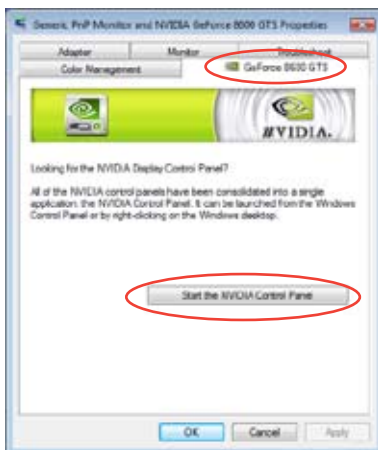 Generic PnP Monitor and NVIDIA GeForce 8600 GTS Properties
Adapter Monitor Troubleshoot
Color Management GeForce 8600 GTS
NVIDIA.
Looking for the NVIDIA Display Control Panel?
All of the NVIDIA control panels have been consolidated into a single
application: the NVIDIA Control Panel. It can be launched from the Windows
Control Panel or by right-clicking on the Windows desktop.
Start the NVIDIA Control Panel
OK Cancel Apply